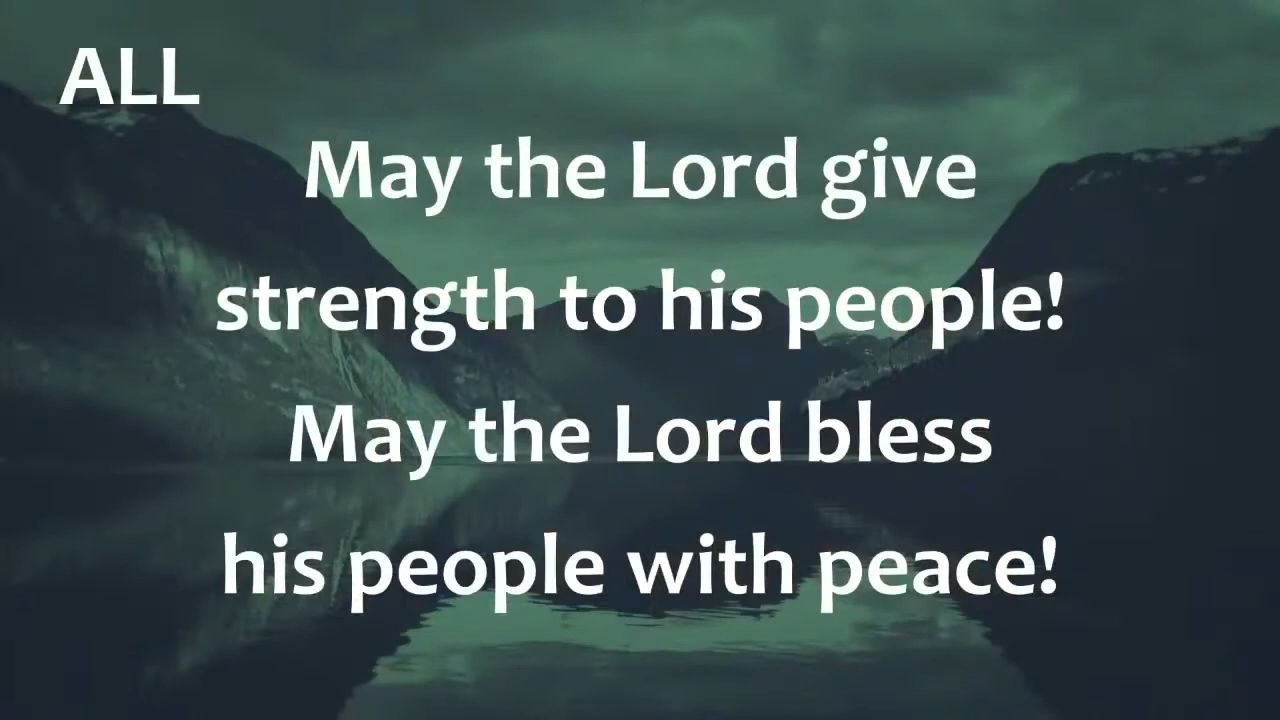 ALL
May the Lord give
strength to his people!
May the Lord bless
his people with peace!